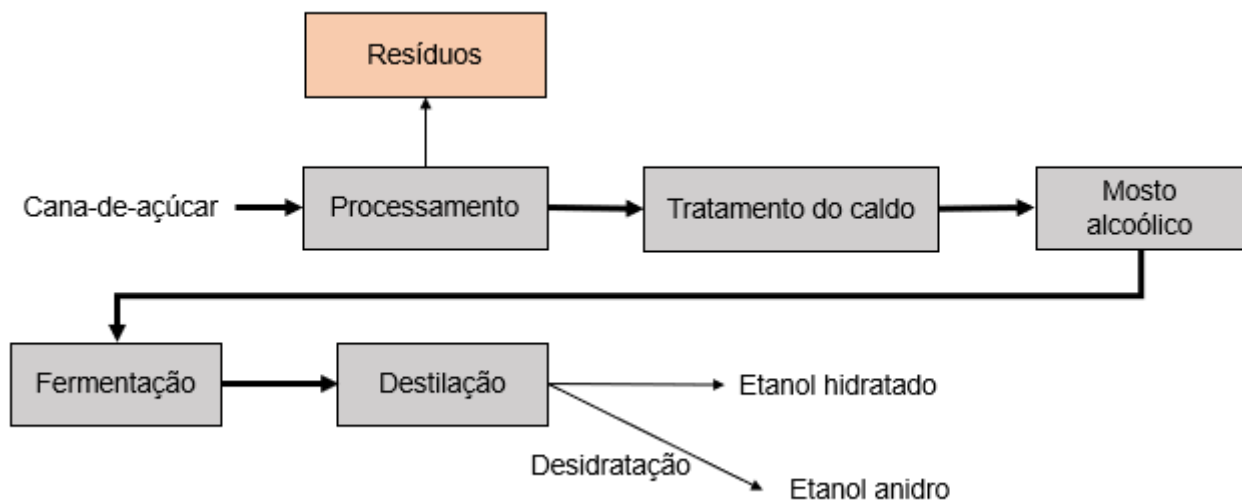 Resíduos
Cana-de-açúcar
Processamento
Tratamento do caldo
Mosto
alcoólico
Fermentação
Destilação
Etanol hidratado
Desidratação
Etanol anidro